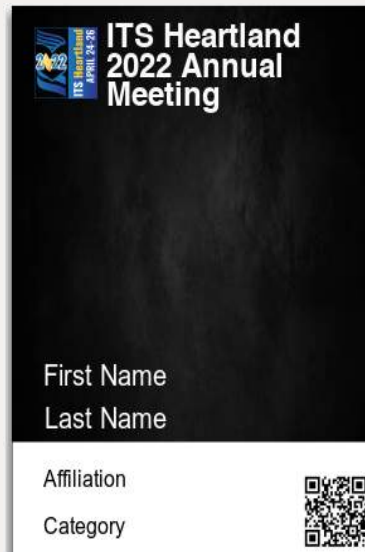 2022
ITS Heartland
APRIL 24-26
ITS Heartland
2022 Annual
Meeting
First Name
Last Name
Affiliation
Category